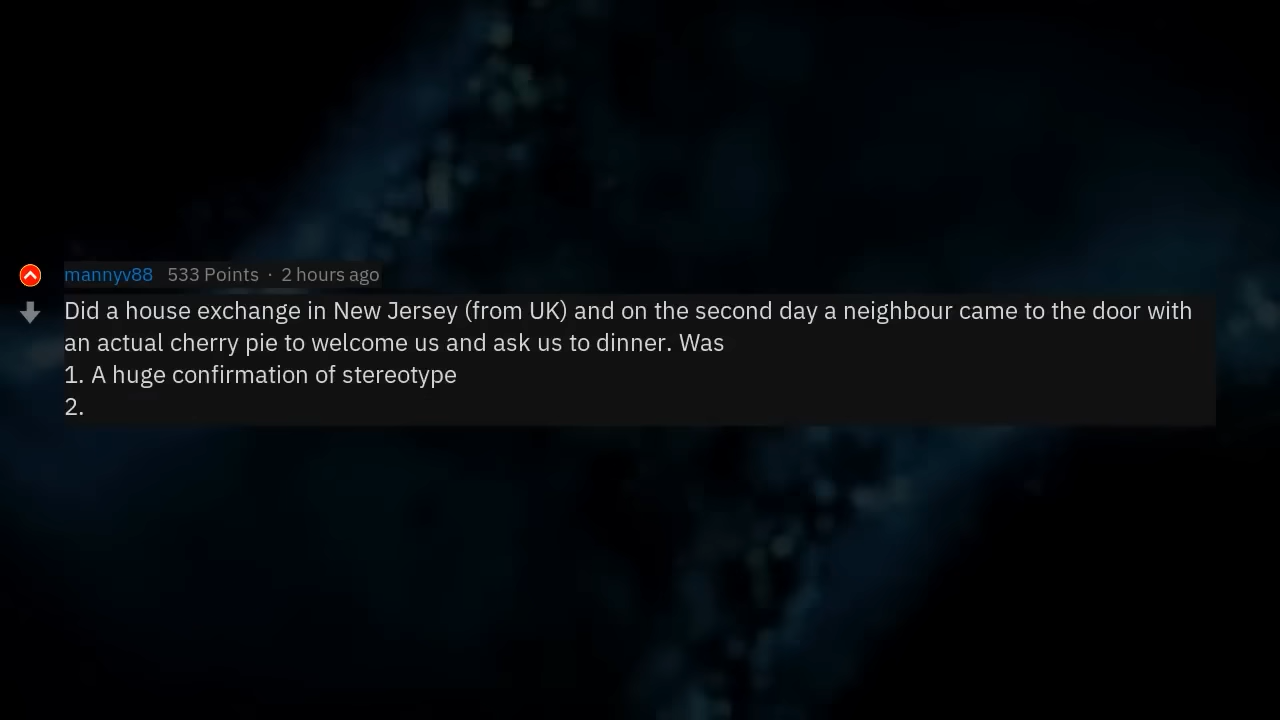 mannyv88 533 Points · 2 hours ago
Did a house exchange in New Jersey (from UK) and on the second day a neighbour came to the door with
an actual cherry pie to welcome us and ask us to dinner. Was
1. A huge confirmation of stereotype
2.